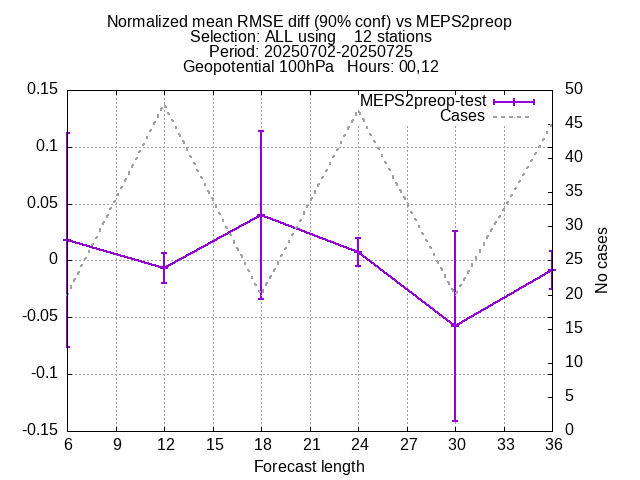 Normalized mean RMSE diff (90% conf) vs MEPS2preop
Selection: ALL using    12 stations
Period: 20250702-20250725
Geopotential 100hPa   Hours: 00,12
MEPS2preop-test
Cases
0.15
0.1
0.05
0
-0.05
-0.1
-0.15
50
45
40
35
30
25
20
15
10
5
0
No cases
6 9 12 15 18 21 24 27 30 33 36
Forecast length